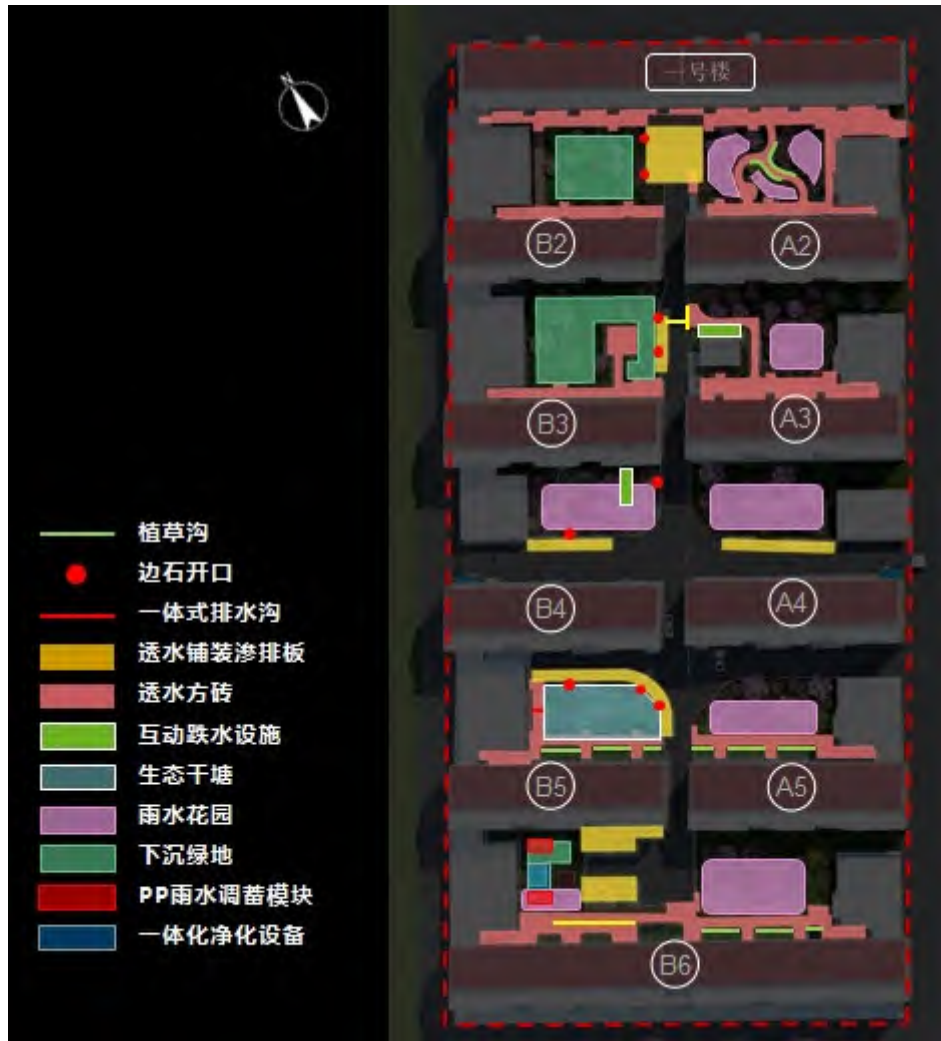 一号楼
B2
A2
B3
A3
B4
A4
B5
A5
B6
植草沟
边石开口
一体式排水沟
透水铺装渗排板
透水方砖
互动跌水设施
生态干塘
雨水花园
下沉绿地
PP雨水调蓄模块
一体化净化设备